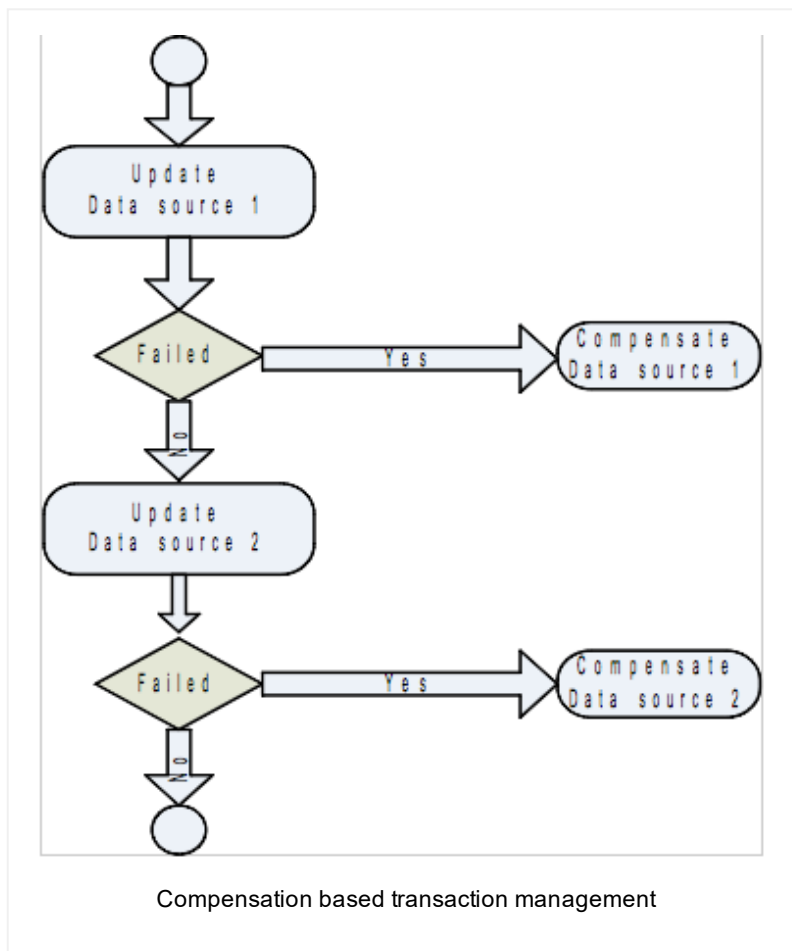 Update
Data source 1
Failed
Yes
Compensate
Data source 1
No
Update
Data source 2
Failed
Yes
Compensate
Data source 2
No
Compensation based transaction management